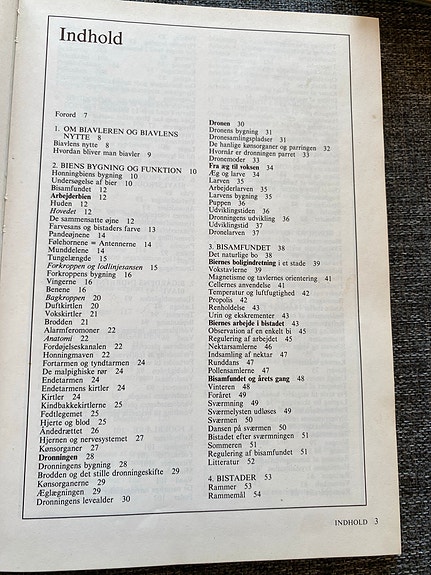 Indhold
Forord 7
1. OM BIAVLEREN OG BIAVLENS
NYTTE 8
Biavlens nytte 8
Hvordan bliver man biavler 9
2. BIENS BYGNING OG FUNKTION 10
Honningbiens bygning 10
Undersøgelse af bier 10
Bisamfundet 12
Arbejderbien 12
Huden 12
Hovedet 12
De sammensatte øjne 12
Farvesans og bistaders farve 13
Pandeøjnene 14
Følehornene = Antennerne 14
Munddelene 14
Tungelængde 15
Forkroppen og lodlinjesansen 15
Forkroppens bygning 16
Vingerne 16
Benene 16
Bagkroppen 20
Duftkirtlen 20
Vokskirtler 21
Brodden 21
Alarmferomoner 22
Anatomi 22
Fordøjelseskanalen 22
Honningmaven 22
Fortarmen og tyndtarmen 24
De malpighiske rør 24
Endetarmen 24
Endetarmens kirtler 24
Kirtler 24
Kindbakkekirtlerne 25
Fedtlegemet 25
Hjerte og blod 25
Åndedrættet 26
Hjernen og nervesystemet 27
Kønsorganer 27
Dronningen 28
Dronningens bygning 28
Brodden og det stille dronningeskifte 29
Kønsorganerne 29
Æglægningen 29
Dronningens levealder 30
Dronen 30
Dronens bygning 31
Dronesamlingspladser 31
De hanlige kønsorganer og parringen 32
Hvornår er dronningen parret 33
Dronemoder 33
Fra æg til voksen 34
Æg og larve 34
Larven 35
Arbejderlarven 35
Larvens bygning 35
Puppen 36
Udviklingstiden 36
Dronningens udvikling 36
Udviklingstid 37
Dronelarven 37
3. BISAMFUNDET 38
Det naturlige bo 38
Biernes boligindretning i et stade 39
Vokstavlerne 39
Magnetisme og tavlernes orientering 41
Cellernes anvendelse 41
Temperatur og luftfugtighed 42
Propolis 42
Renholdelse 43
Urin og ekskrementer 43
Biernes arbejde i bistadet 43
Observation af en enkelt bi 44
Regulering af arbejdet 45
Nektarsamlerne 46
Indsamling af nektar 47
Runddans 47
Pollensamlerne 47
Bisamfundet og årets gang 48
Vinteren 48
Foråret 49
Sværmning 49
Sværmelysten udløses 49
Sværmen 50
Dansen på sværmen 50
Bistadet efter sværmningen 51
Sommeren 51
Regulering af bisamfundet 51
Litteratur 52
4. BISTADER 53
Rammer 53
Rammemål 54
INDHOLD 3